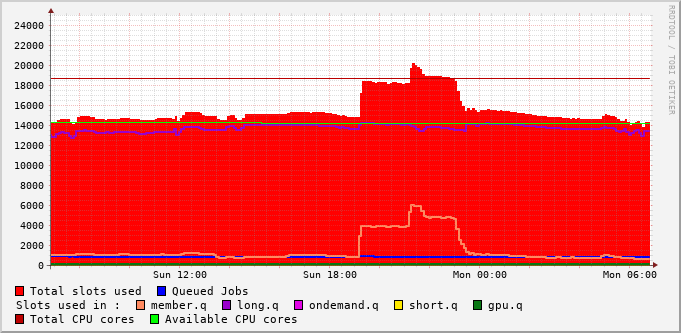 RRDTOOL / TOBI OETIKER
24000
22000
20000
18000
16000
14000
12000
10000
8000
6000
4000
2000
0
Sun 12:00 Sun 18:00 Mon 00:00 Mon 06:00
Total slots used Queued Jobs
Slots used in : member.q long.q ondemand.q short.q gpu.q
Total CPU cores Available CPU cores